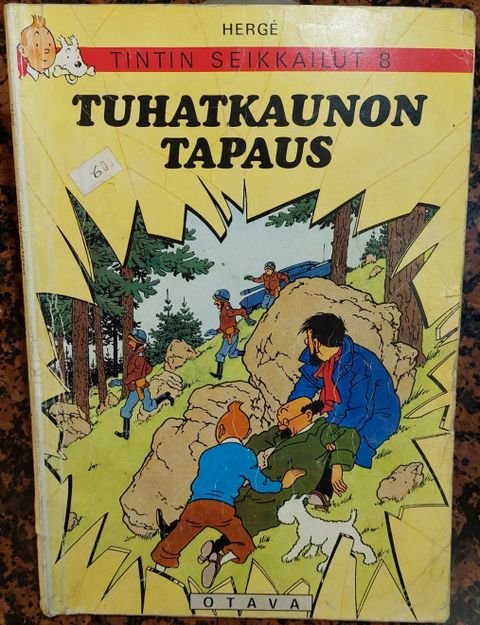 HERGÉ
TINTIN SEIKKAILUT 8
TUHATKAUNON
TAPAUS
OTAVA